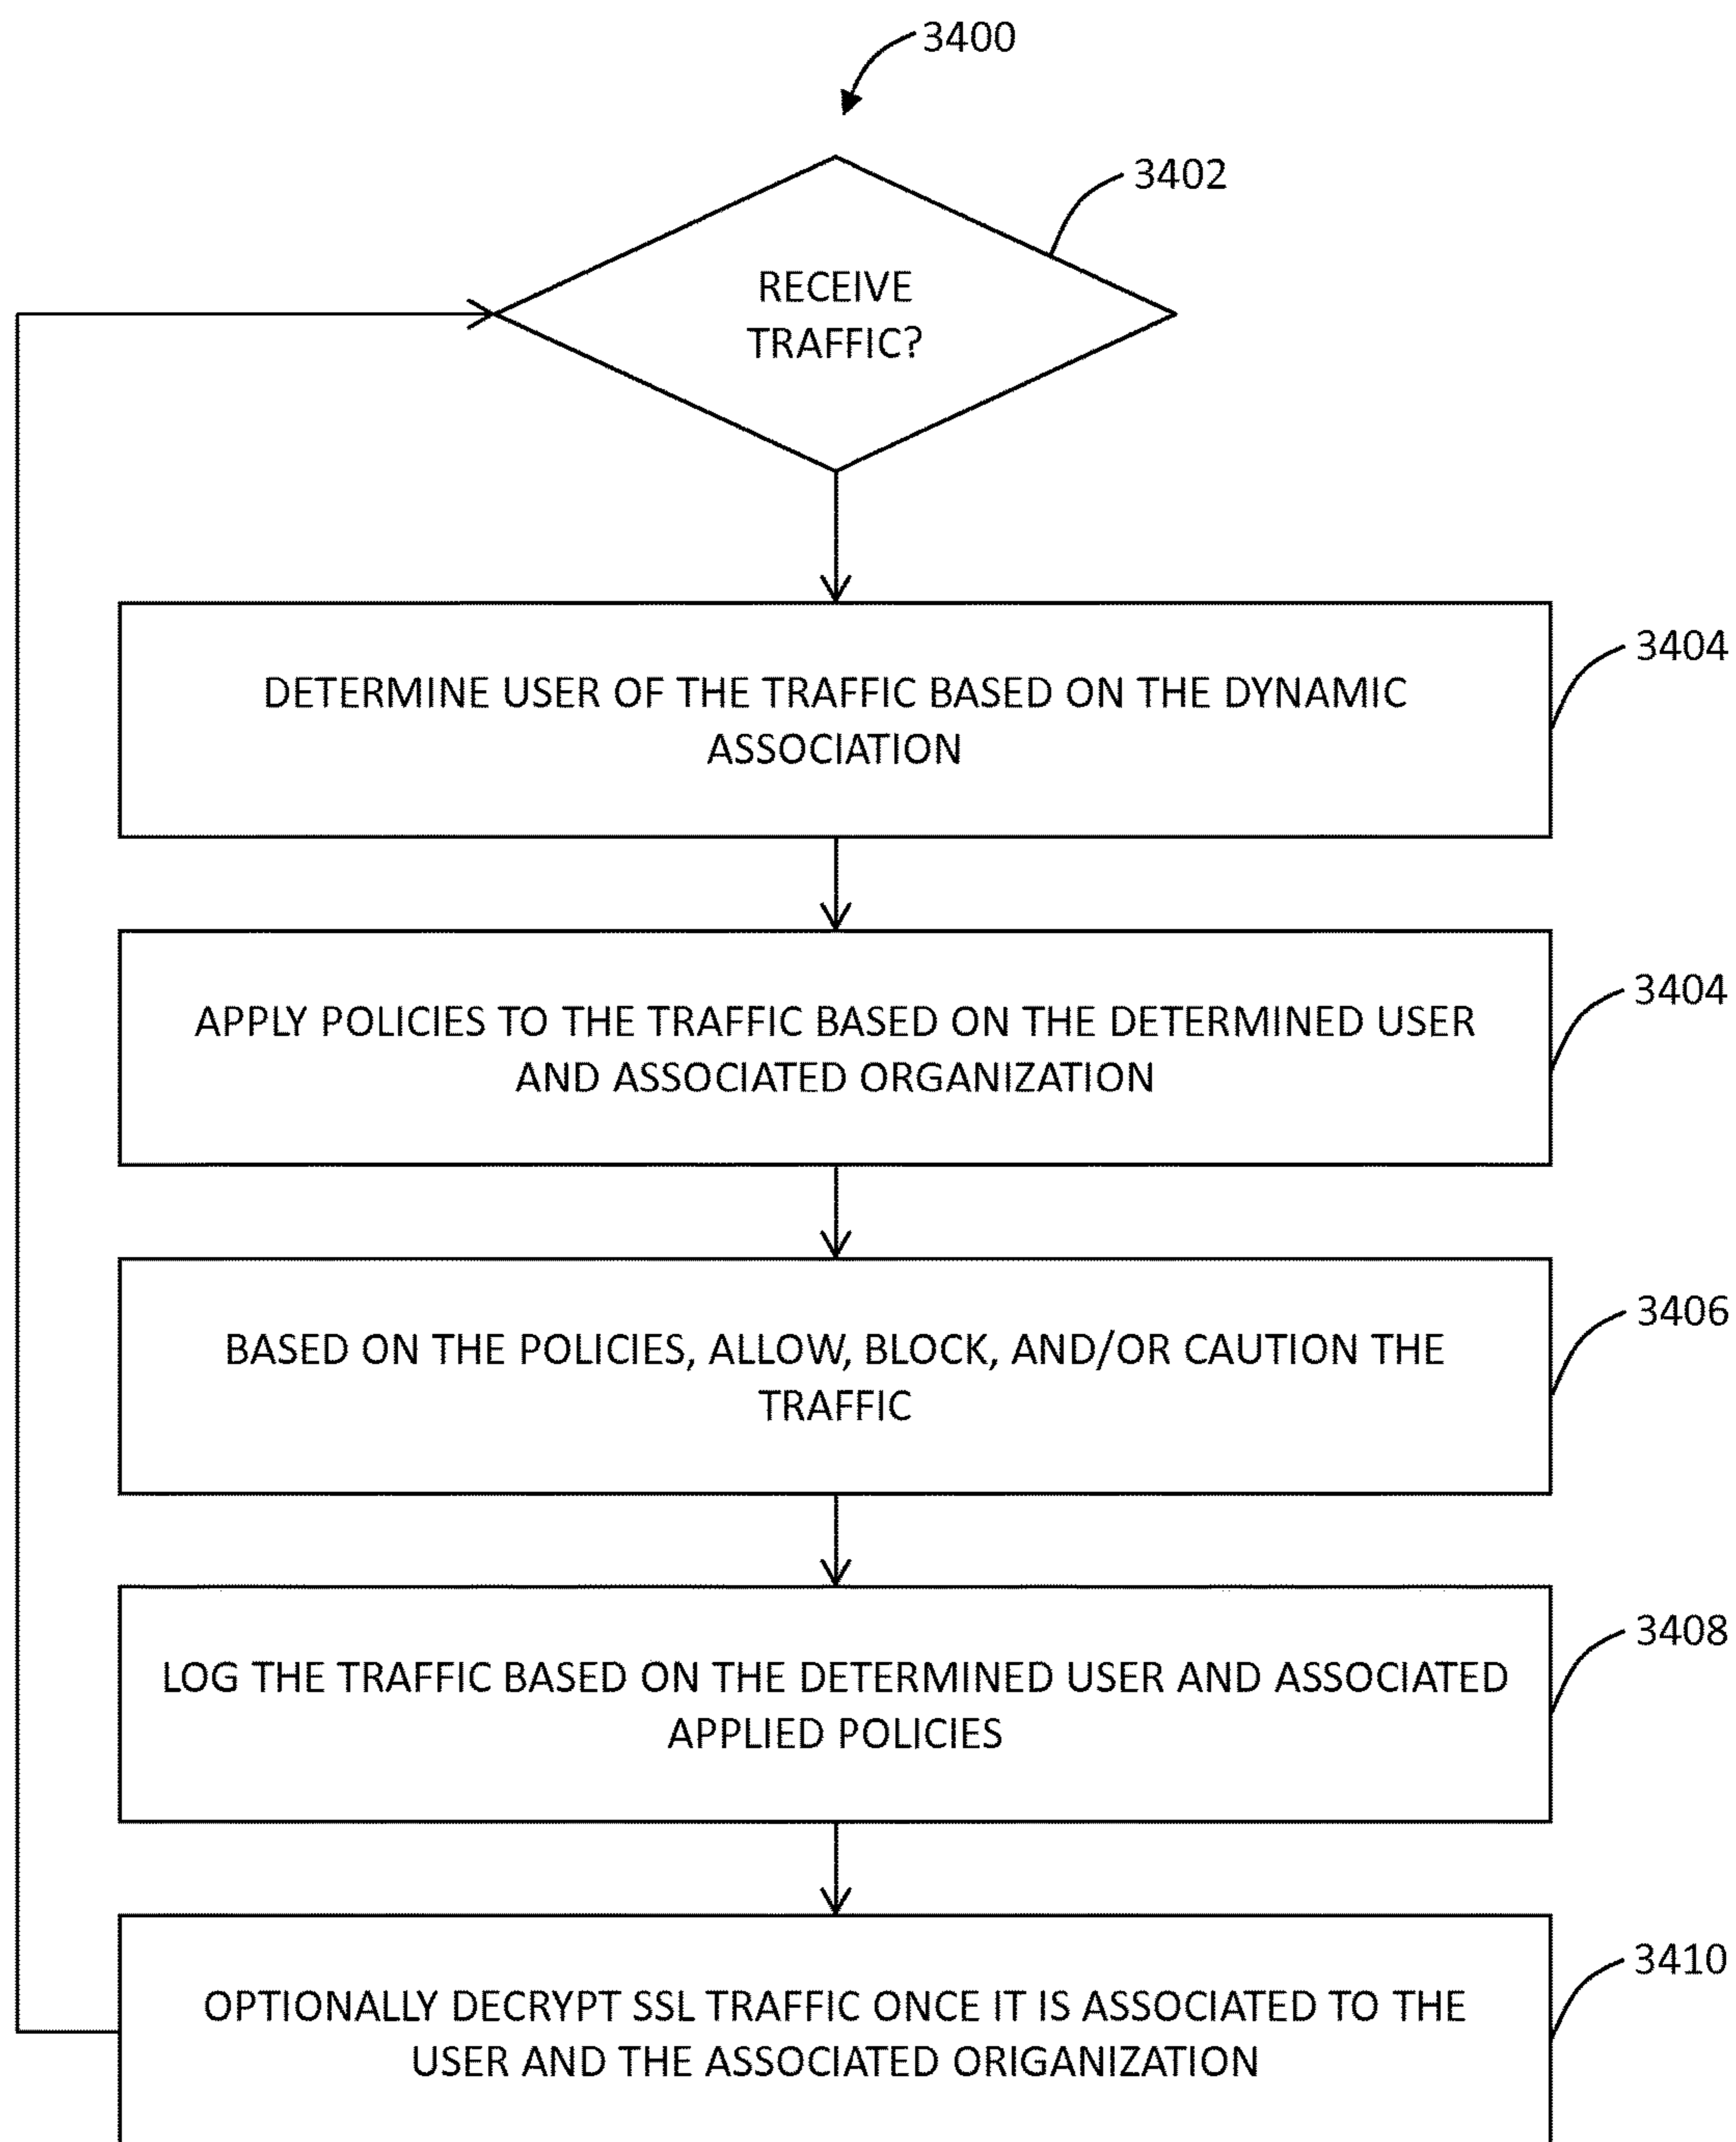 3400
3402
RECEIVE
TRAFFIC?
3404
DETERMINE USER OF THE TRAFFIC BASED ON THE DYNAMIC
ASSOCIATION
3404
APPLY POLICIES TO THE TRAFFIC BASED ON THE DETERMINED USER
AND ASSOCIATED ORGANIZATION
3406
BASED ON THE POLICIES, ALLOW, BLOCK, AND/OR CAUTION THE
TRAFFIC
3408
LOG THE TRAFFIC BASED ON THE DETERMINED USER AND ASSOCIATED
APPLIED POLICIES
3410
OPTIONALLY DECRYPT SSL TRAFFIC ONCE IT IS ASSOCIATED TO THE
USER AND THE ASSOCIATED ORIGANIZATION